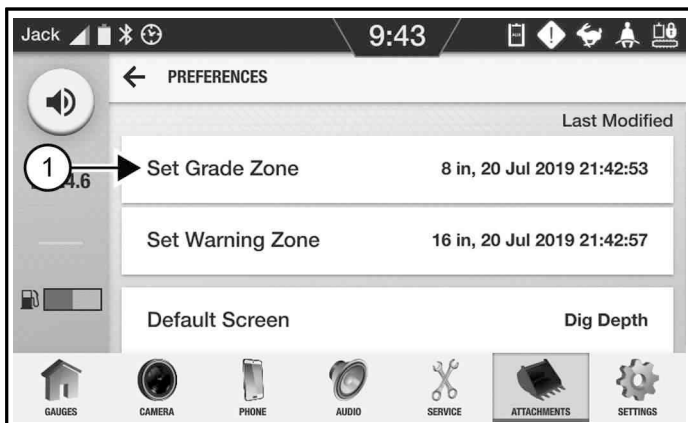 Jack
9:43
PREFERENCES
Last Modified
1
4.6
Set Grade Zone 8 in, 20 Jul 2019 21:42:53
Set Warning Zone 16 in, 20 Jul 2019 21:42:57
Default Screen Dig Depth
GAUGES CAMERA PHONE AUDIO SERVICE ATTACHMENTS SETTINGS